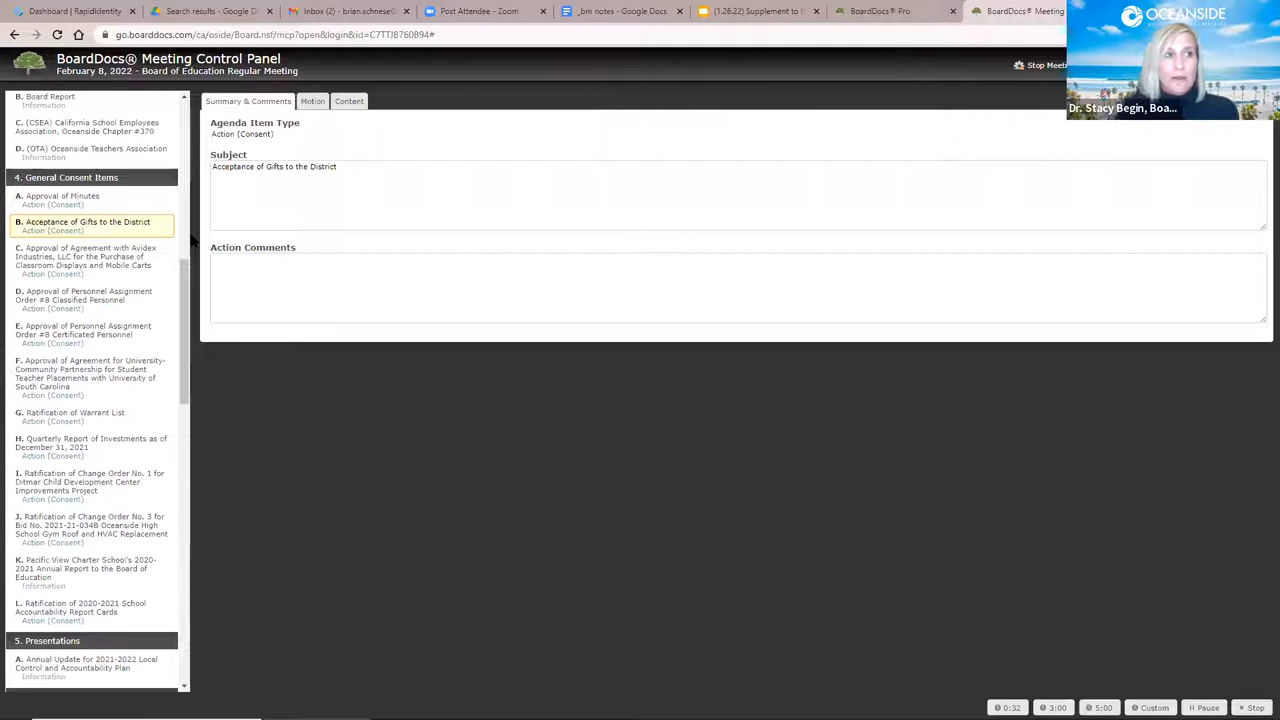 Dashboard | RapidIdentity
Search results - Google Drive
Inbox (2) - brian.schnese
Post Attendee - Zoom
_bm notes - Google Docs
(1.26.22) Supplement to
BoardDocs® Pro
BoardDocs® Meeting
go.boarddocs.com/ca/oside/Board.nsf/mcp?open&login&id=C7TTJB760B94#
BoardDocs® Meeting Control Panel
February 8, 2022 - Board of Education Regular Meeting
Stop Meeti
OCEANSIDE
Dr. Stacy Begin, Boa...
B. Board Report
Information
C. (CSEA) California School Employees
Association, Oceanside Chapter #370
D. (OTA) Oceanside Teachers Association
Information
4. General Consent Items
A. Approval of Minutes
Action (Consent)
B. Acceptance of Gifts to the District
Action (Consent)
C. Approval of Agreement with Avidex
Industries, LLC for the Purchase of
Classroom Displays and Mobile Carts
Action (Consent)
D. Approval of Personnel Assignment
Order #8 Classified Personnel
Action (Consent)
E. Approval of Personnel Assignment
Order #8 Certificated Personnel
Action (Consent)
F. Approval of Agreement for University-
Community Partnership for Student
Teacher Placements with University of
South Carolina
Action (Consent)
G. Ratification of Warrant List
Action (Consent)
H. Quarterly Report of Investments as of
December 31, 2021
Action (Consent)
I. Ratification of Change Order No. 1 for
Ditmar Child Development Center
Improvements Project
Action (Consent)
J. Ratification of Change Order No. 3 for
Bid No. 2021-21-034B Oceanside High
School Gym Roof and HVAC Replacement
Action (Consent)
K. Pacific View Charter School's 2020-
2021 Annual Report to the Board of
Education
Information
L. Ratification of 2020-2021 School
Accountability Report Cards
Action (Consent)
5. Presentations
A. Annual Update for 2021-2022 Local
Control and Accountability Plan
Information
Summary & Comments
Motion
Content
Agenda Item Type
Action (Consent)
Subject
Acceptance of Gifts to the District
Action Comments
0:32
3:00
5:00
Custom
Pause
Stop